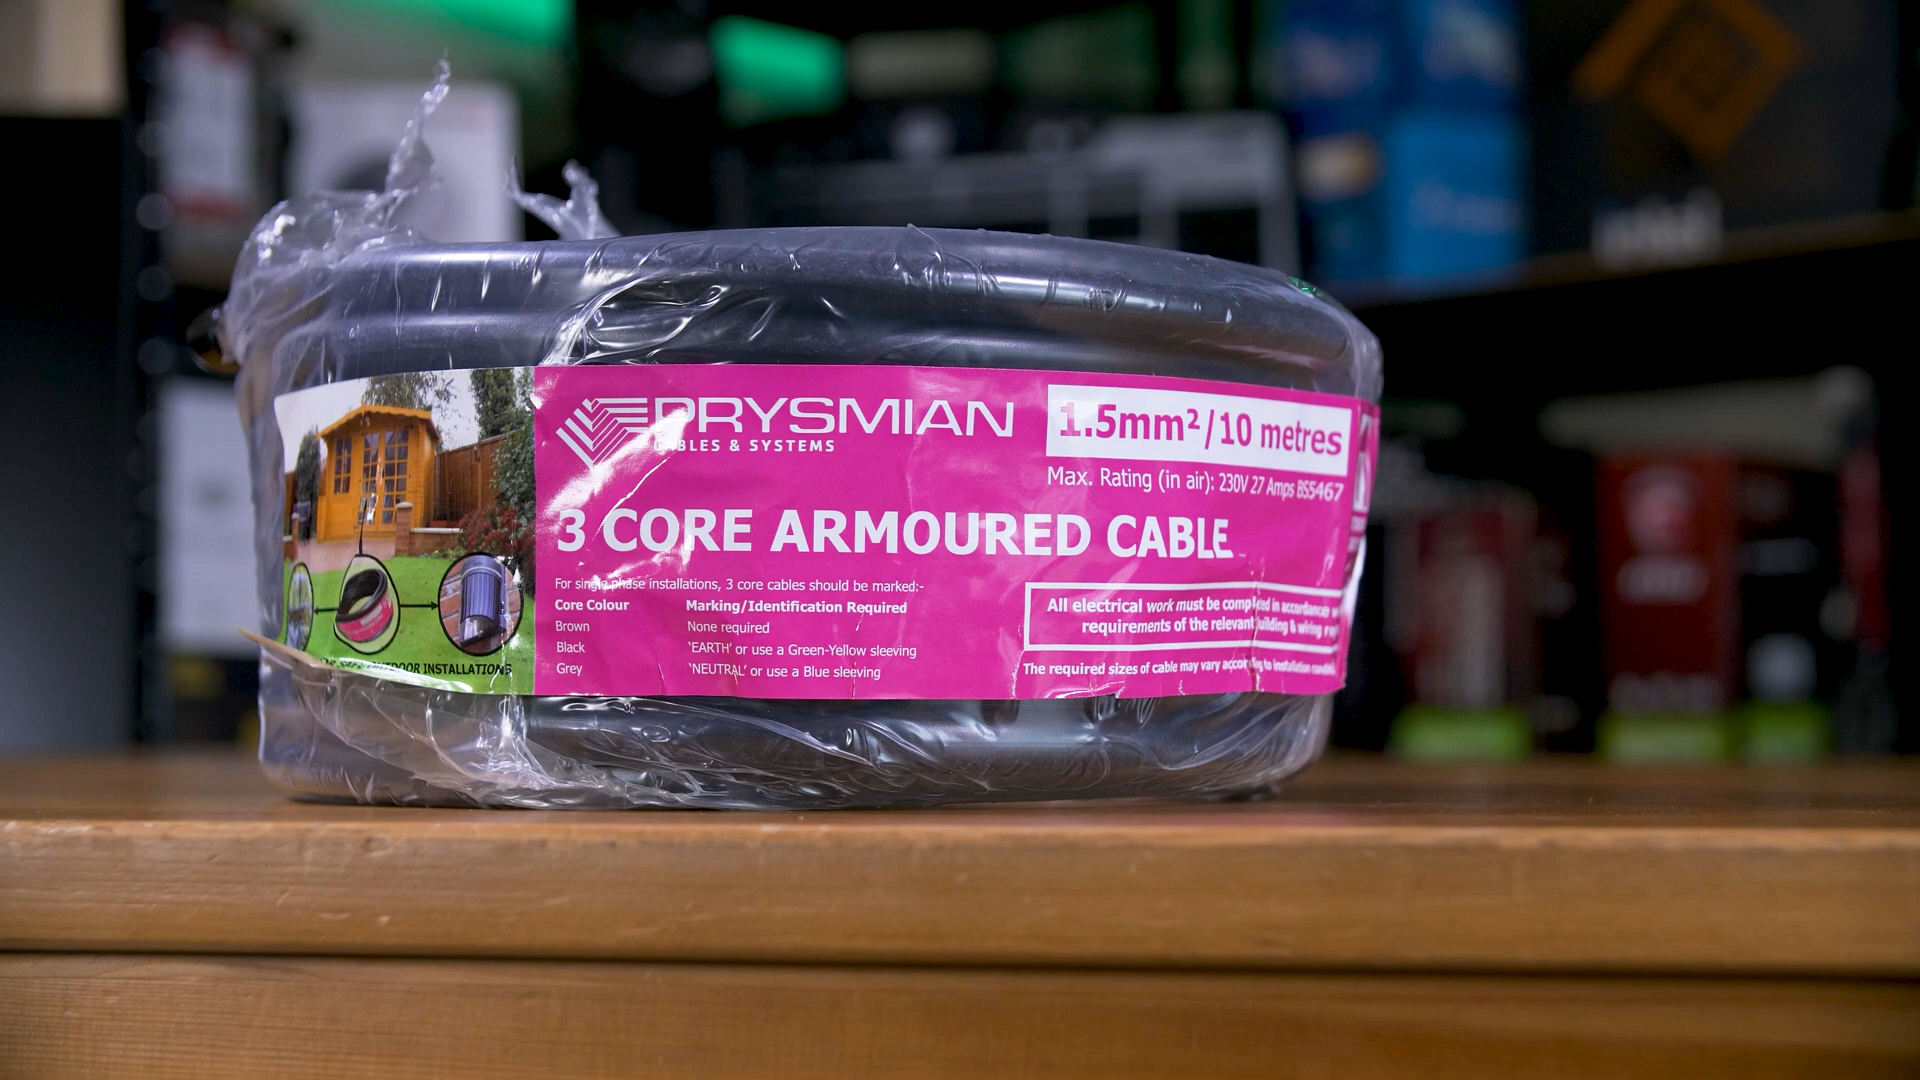 PRYSMIAN
CABLES & SYSTEMS
1.5mm²/10 metres
Max. Rating (in air): 230V 27 Amps BS5467
3 CORE ARMOURED CABLE
For single phase installations, 3 core cables should be marked:-
Core Colour Marking/Identification Required
Brown None required
Black 'EARTH' or use a Green-Yellow sleeving
Grey 'NEUTRAL' or use a Blue sleeving
All electrical work must be completed in accordance
requirements of the relevant building & wiring
The required sizes of cable may vary according to installation
OUTDOOR INSTALLATIONS
intel